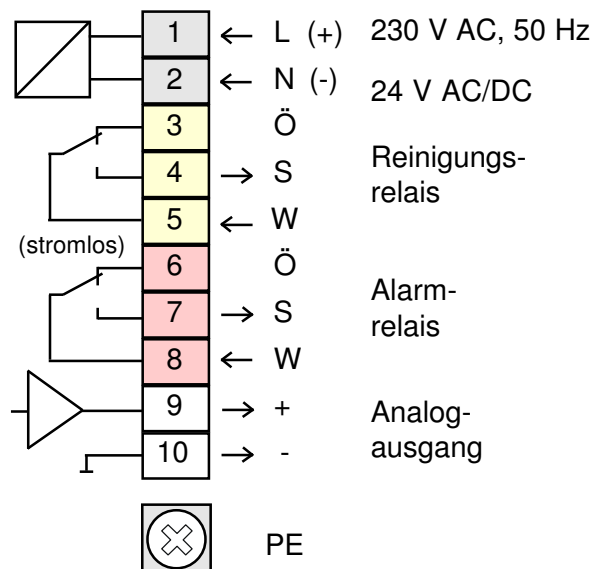 1 L (+) 230 V AC, 50 Hz
2 N (-) 24 V AC/DC
3 Ö
4 S
Reinigungs-
relais
5 W
(stromlos)
6 Ö
7 S
Alarm-
relais
8 W
9 +
Analog-
ausgang
10 -
PE